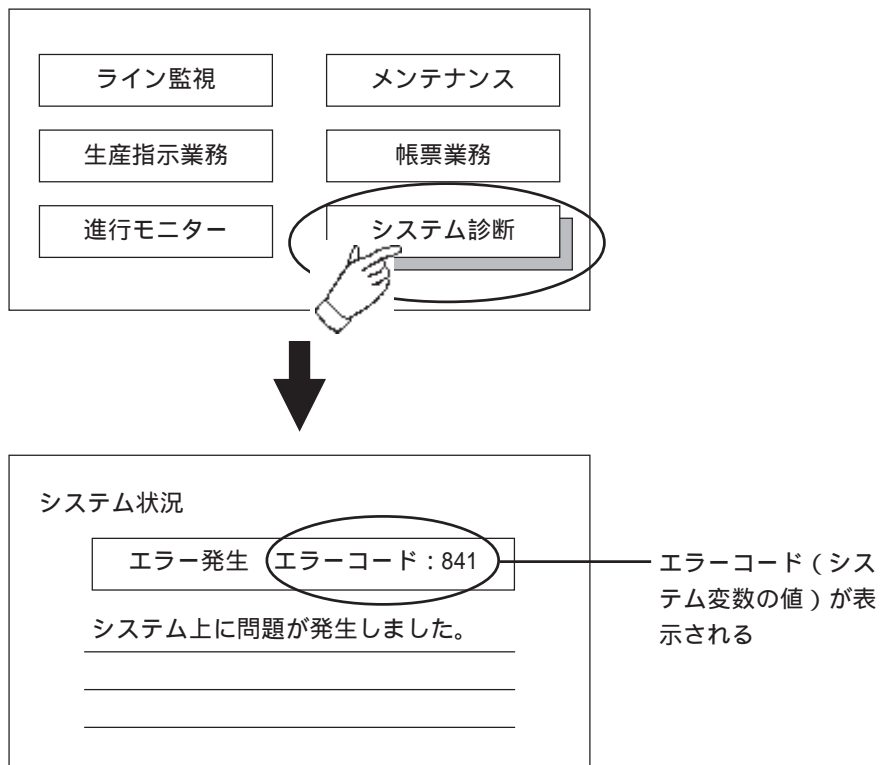 ライン監視
メンテナンス
生産指示業務
帳票業務
進行モニター
システム診断
システム状況
エラー発生 エラーコード:841
システム上に問題が発生しました。
エラーコード(シス
テム変数の値)が表
示される